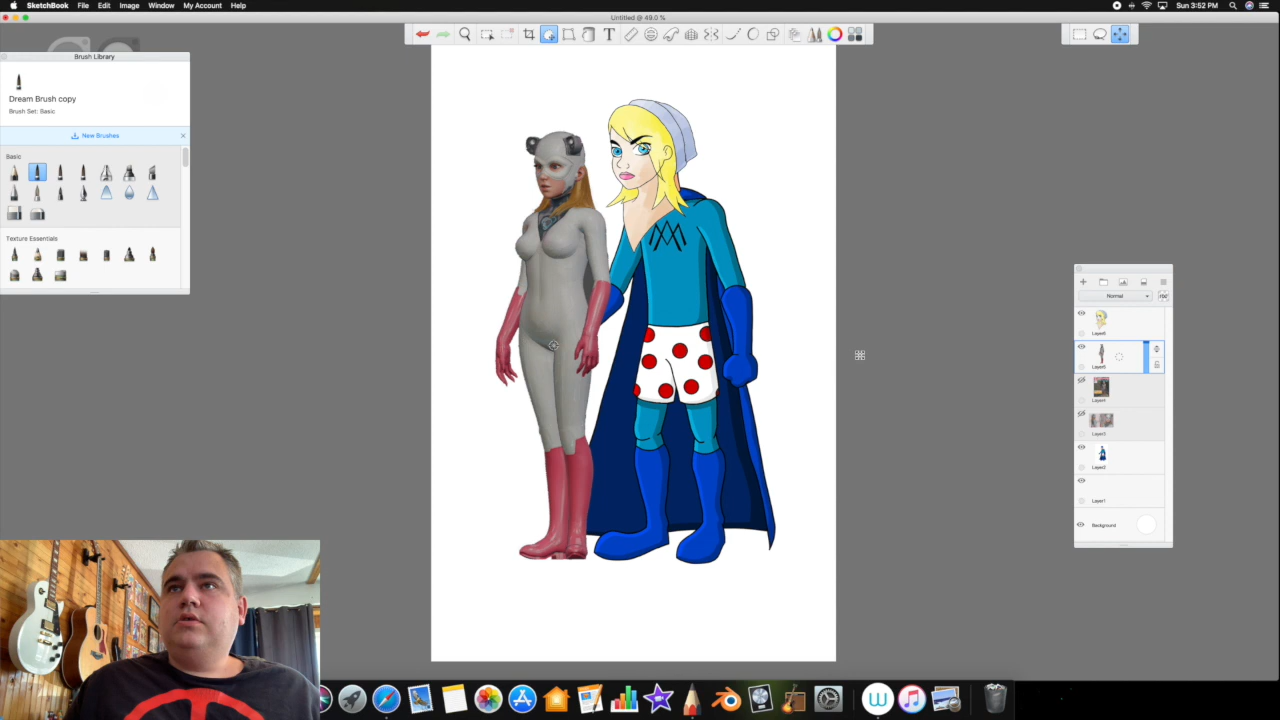 SketchBook File Edit Image Window My Account Help
Sun 3:52 PM
Untitled @ 49.0 %
Brush Library
Dream Brush copy
Brush Set: Basic
New Brushes
Basic
Texture Essentials
Normal
Layer6
Layer5
Layer4
Layer3
Layer2
Layer1
Background